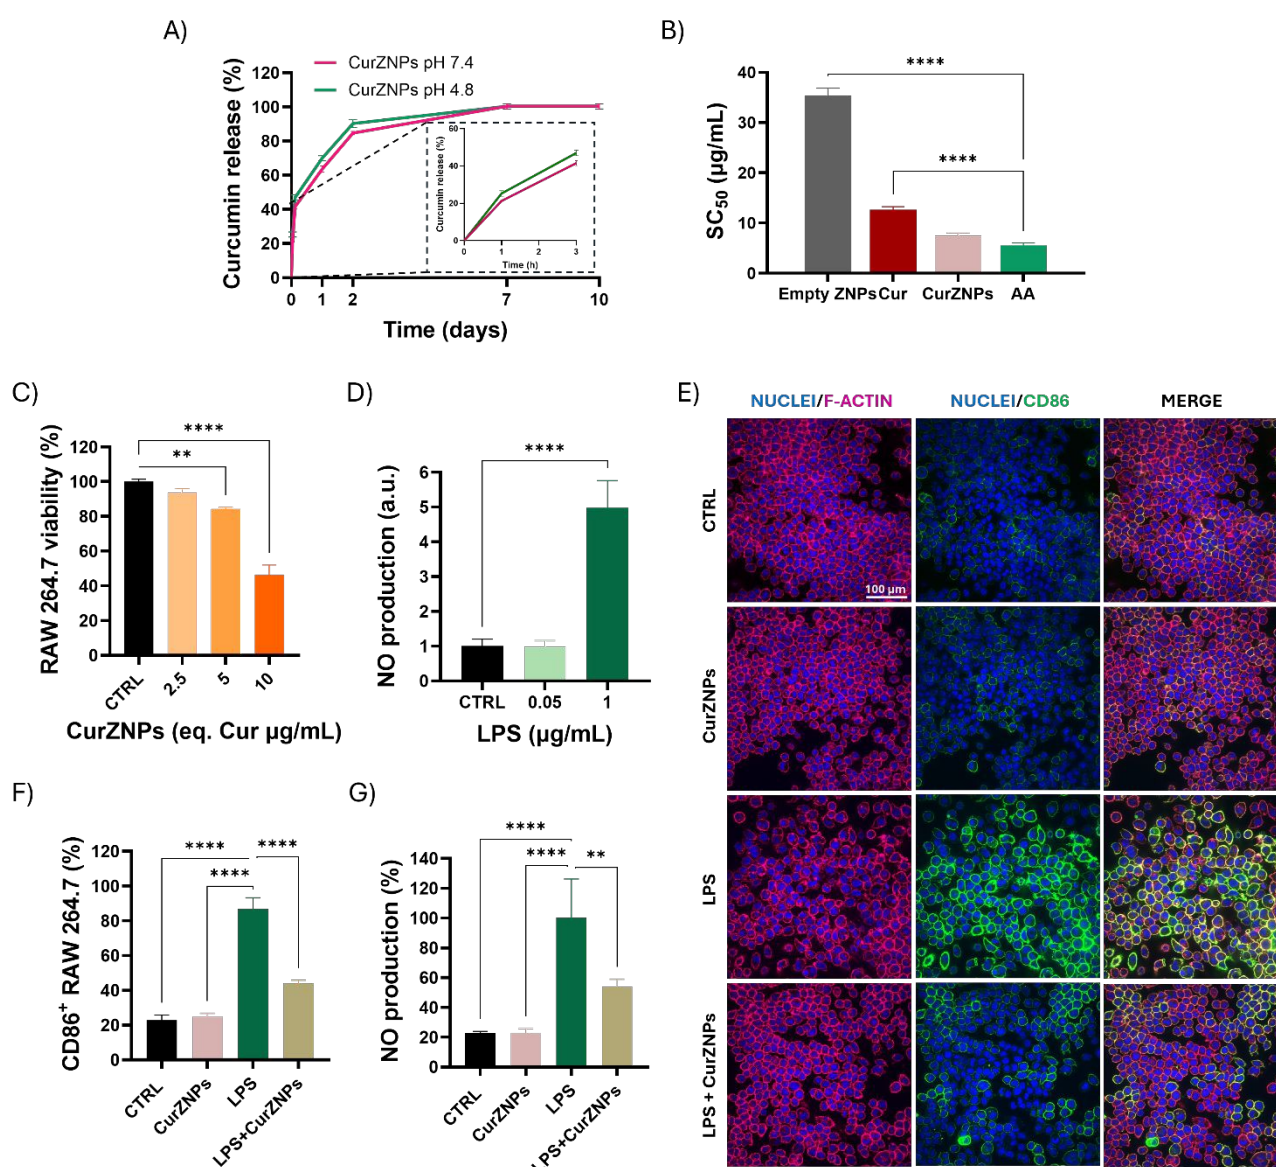 A)
CurZNPs pH 7.4
CurZNPs pH 4.8
Curcumin release (%)
120
100
80
60
40
20
0
0 1 2 7 10
Time (days)
Curcumin release (%)
60
40
20
0
0 1 2 3
Time (h)
B)
SC50 (µg/mL)
40
30
20
10
0
****
****
Empty ZNPs Cur CurZNPs AA
C)
RAW 264.7 viability (%)
120
100
80
60
40
20
0
****
**
CTRL 2.5 5 10
CurZNPs (eq. Cur µg/mL)
D)
NO production (a.u.)
6
5
4
3
2
1
0
****
CTRL 0.05 1
LPS (µg/mL)
E)
NUCLEI/F-ACTIN NUCLEI/CD86 MERGE
CTRL
100 µm
CurZNPs
LPS
LPS + CurZNPs
F)
CD86+ RAW 264.7 (%)
120
100
80
60
40
20
0
**** ****
****
CTRL CurZNPs LPS LPS+CurZNPs
G)
NO production (%)
140
120
100
80
60
40
20
0
****
**** **
CTRL CurZNPs LPS LPS+CurZNPs